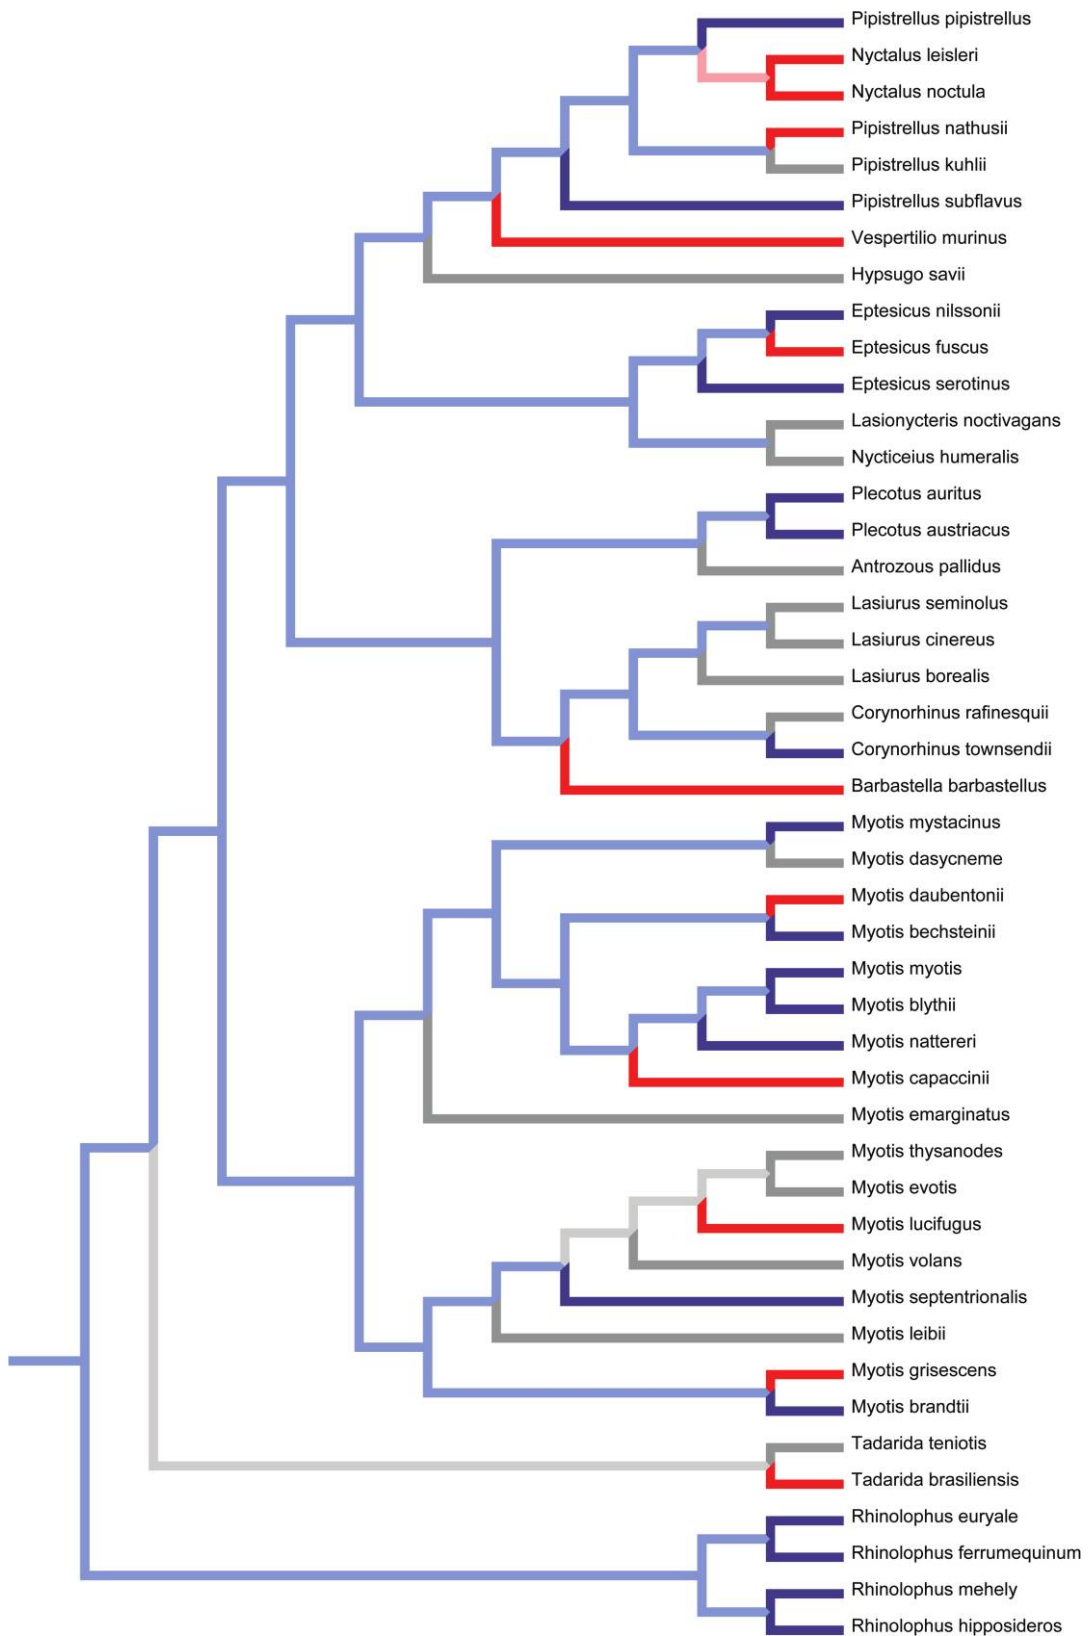 Pipistrellus pipistrellus
Nyctalus leisleri
Nyctalus noctula
Pipistrellus nathusii
Pipistrellus kuhlii
Pipistrellus subflavus
Vespertilio murinus
Hypsugo savii
Eptesicus nilssonii
Eptesicus fuscus
Eptesicus serotinus
Lasionycteris noctivagans
Nycticeius humeralis
Plecotus auritus
Plecotus austriacus
Antrozous pallidus
Lasiurus seminolus
Lasiurus cinereus
Lasiurus borealis
Corynorhinus rafinesquii
Corynorhinus townsendii
Barbastella barbastellus
Myotis mystacinus
Myotis dasycneme
Myotis daubentonii
Myotis bechsteinii
Myotis myotis
Myotis blythii
Myotis nattereri
Myotis capaccinii
Myotis emarginatus
Myotis thysanodes
Myotis evotis
Myotis lucifugus
Myotis volans
Myotis septentrionalis
Myotis leibii
Myotis grisescens
Myotis brandtii
Tadarida teniotis
Tadarida brasiliensis
Rhinolophus euryale
Rhinolophus ferrumequinum
Rhinolophus mehely
Rhinolophus hipposideros